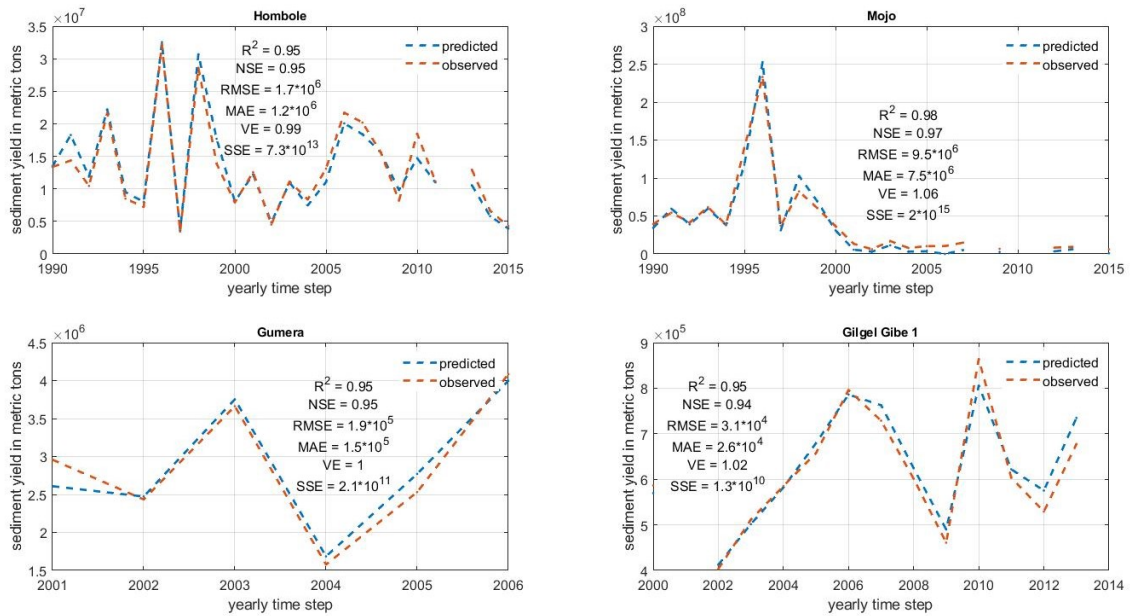 Hombole
×10^7
sediment yield in metric tons
3.5
3
2.5
2
1.5
1
0.5
0
1990 1995 2000 2005 2010 2015
yearly time step
R^2 = 0.95
NSE = 0.95
RMSE = 1.7*10^6
MAE = 1.2*10^6
VE = 0.99
SSE = 7.3*10^13
predicted
observed
Mojo
×10^8
sediment yield in metric tons
3
2.5
2
1.5
1
0.5
0
1990 1995 2000 2005 2010 2015
yearly time step
R^2 = 0.98
NSE = 0.97
RMSE = 9.5*10^6
MAE = 7.5*10^6
VE = 1.06
SSE = 2*10^15
predicted
observed
Gumera
×10^6
sediment yield in metric tons
4.5
4
3.5
3
2.5
2
1.5
2001 2002 2003 2004 2005 2006
yearly time step
R^2 = 0.95
NSE = 0.95
RMSE = 1.9*10^5
MAE = 1.5*10^5
VE = 1
SSE = 2.1*10^11
predicted
observed
Gilgel Gibe 1
×10^5
sediment yield in metric tons
9
8
7
6
5
4
2000 2002 2004 2006 2008 2010 2012 2014
yearly time step
R^2 = 0.95
NSE = 0.94
RMSE = 3.1*10^4
MAE = 2.6*10^4
VE = 1.02
SSE = 1.3*10^10
predicted
observed